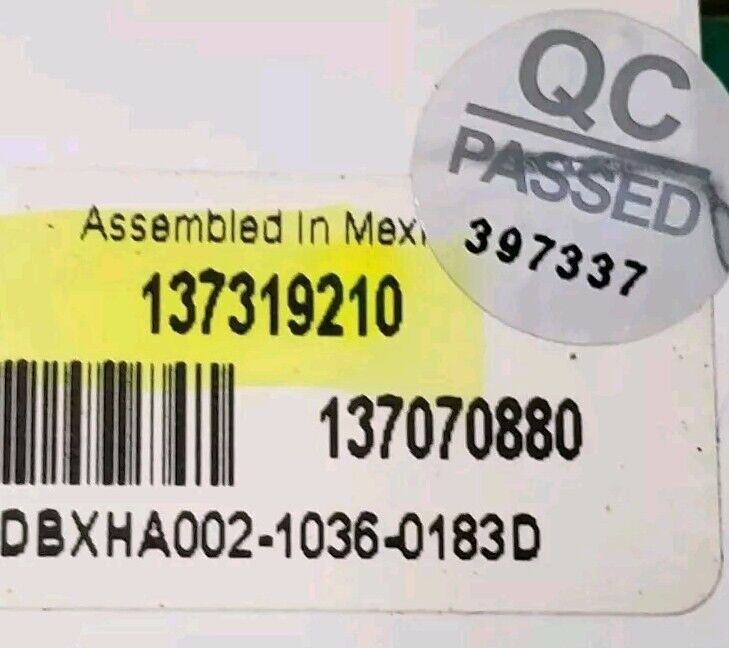 QC
PASSED
397337
Assembled In Mexi
137319210
137070880
DBXHA002-1036-0183D